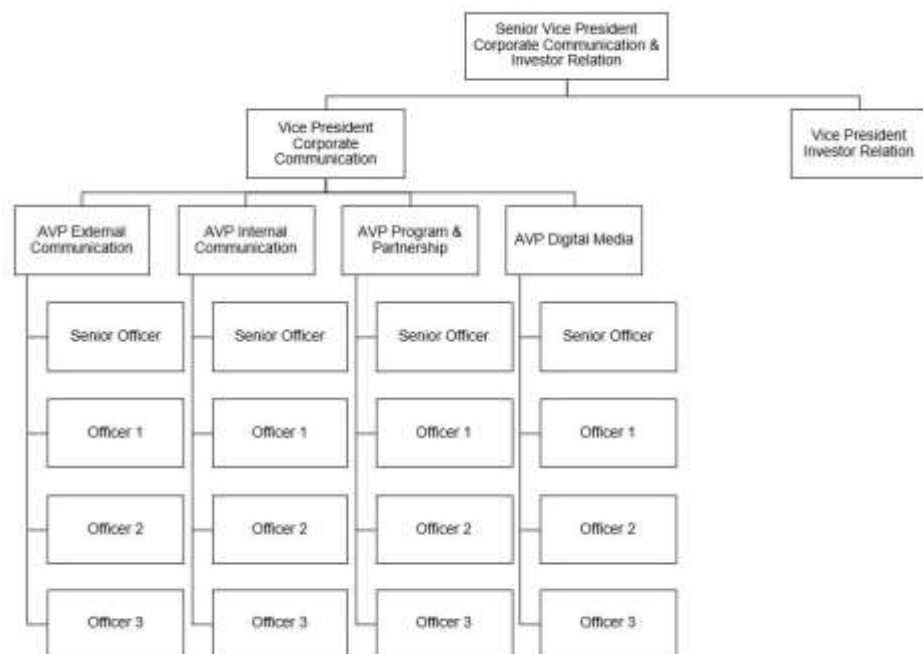 Senior Vice President
Corporate Communication &
Investor Relation
Vice President
Corporate
Communication
Vice President
Investor Relation
AVP External
Communication
AVP Internal
Communication
AVP Program &
Partnership
AVP Digital Media
Senior Officer
Senior Officer
Senior Officer
Senior Officer
Officer 1
Officer 1
Officer 1
Officer 1
Officer 2
Officer 2
Officer 2
Officer 2
Officer 3
Officer 3
Officer 3
Officer 3